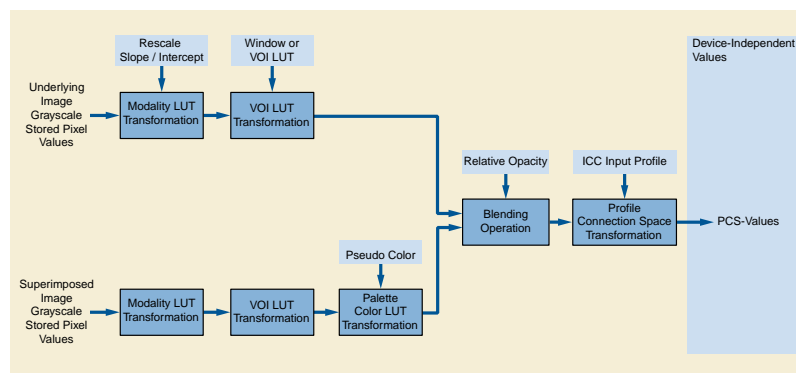 Rescale
Slope / Intercept
Window or
VOI LUT
Device-Independent
Values
Underlying
Image
Grayscale
Stored Pixel
Values
Modality LUT
Transformation
VOI LUT
Transformation
Relative Opacity
ICC Input Profile
Blending
Operation
Profile
Connection Space
Transformation
PCS-Values
Pseudo Color
Superimposed
Image
Grayscale
Stored Pixel
Values
Modality LUT
Transformation
VOI LUT
Transformation
Palette
Color LUT
Transformation